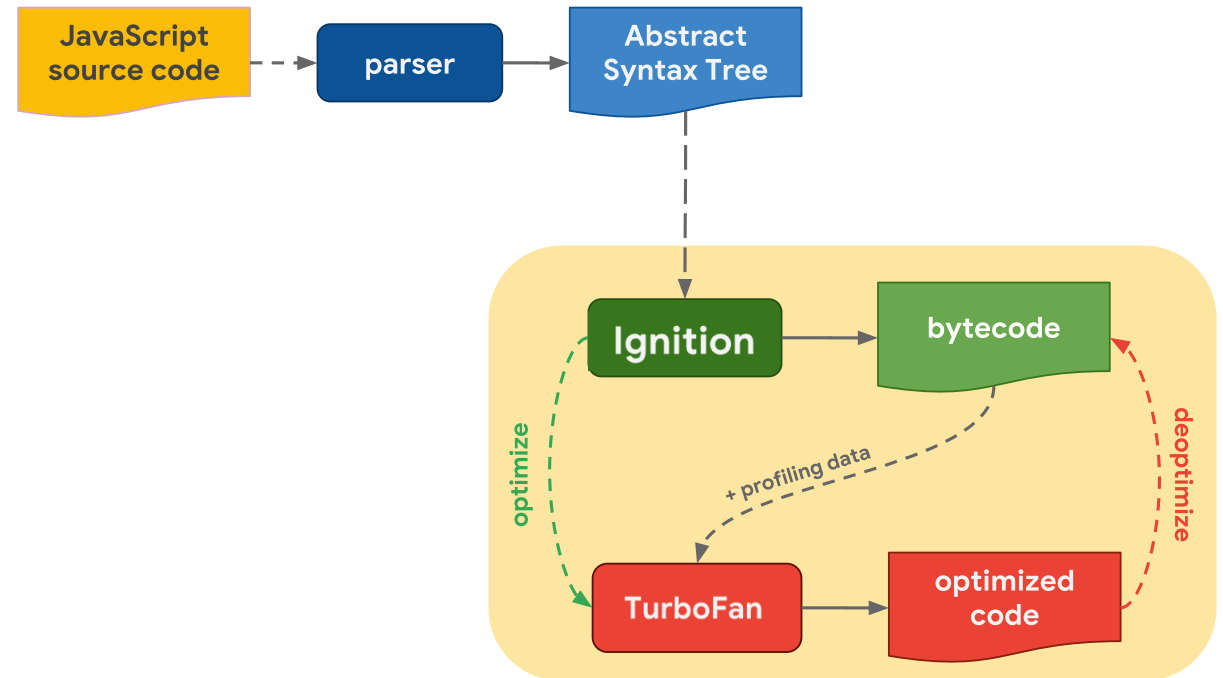 JavaScript
source code
parser
Abstract
Syntax Tree
Ignition
bytecode
optimize
+ profiling data
deoptimize
TurboFan
optimized
code